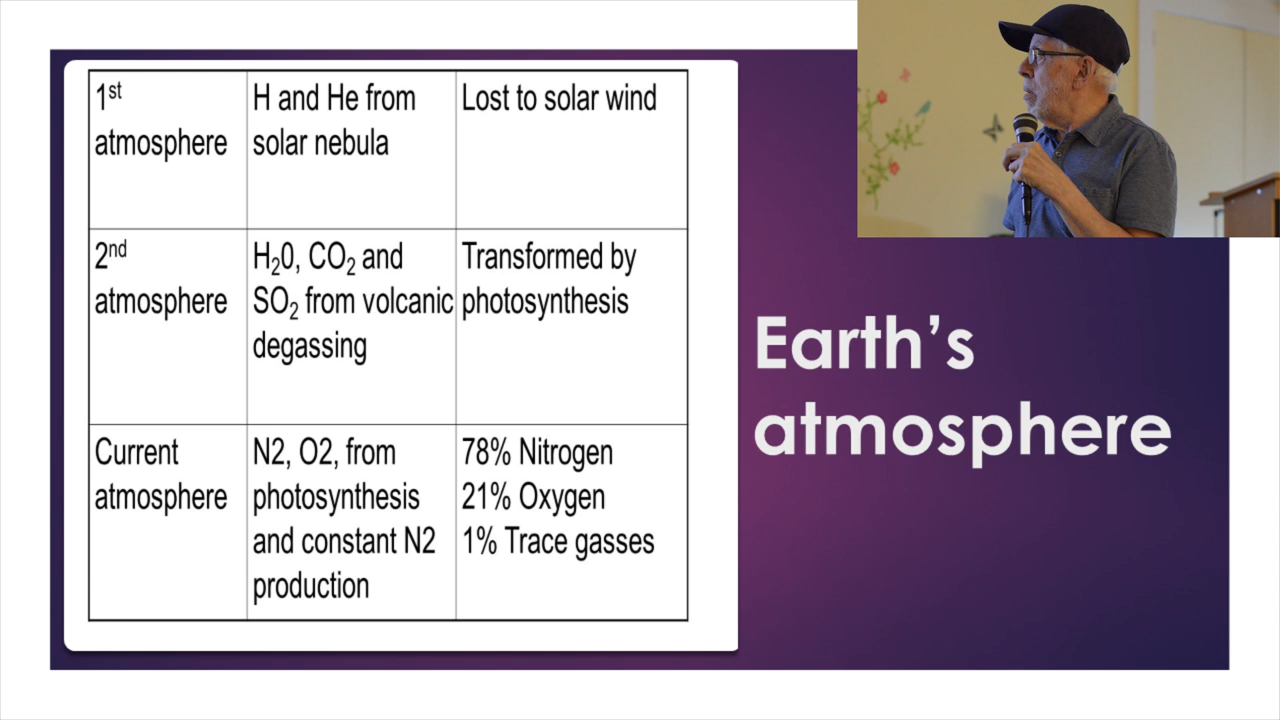 1st
atmosphere
H and He from
solar nebula
Lost to solar wind
2nd
atmosphere
H20, CO2 and
SO2 from volcanic
degassing
Transformed by
photosynthesis
Current
atmosphere
N2, O2, from
photosynthesis
and constant N2
production
78% Nitrogen
21% Oxygen
1% Trace gasses
Earth’s
atmosphere